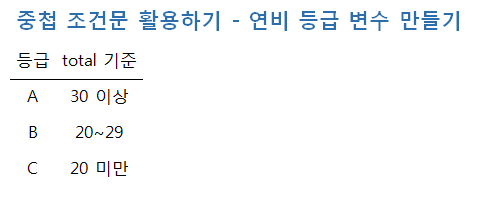 중첩 조건문 활용하기 - 연비 등급 변수 만들기
등급 total 기준
A 30 이상
B 20~29
C 20 미만